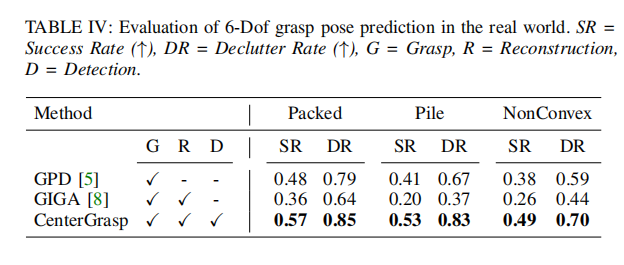 TABLE IV: Evaluation of 6-Dof grasp pose prediction in the real world. SR =
Success Rate (↑), DR = Declutter Rate (↑), G = Grasp, R = Reconstruction,
D = Detection.
Method | Packed Pile NonConvex
G R D | SR DR SR DR SR DR
GPD [5] ✓ - - 0.48 0.79 0.41 0.67 0.38 0.59
GIGA [8] ✓ ✓ - 0.36 0.64 0.20 0.37 0.26 0.44
CenterGrasp ✓ ✓ ✓ 0.57 0.85 0.53 0.83 0.49 0.70